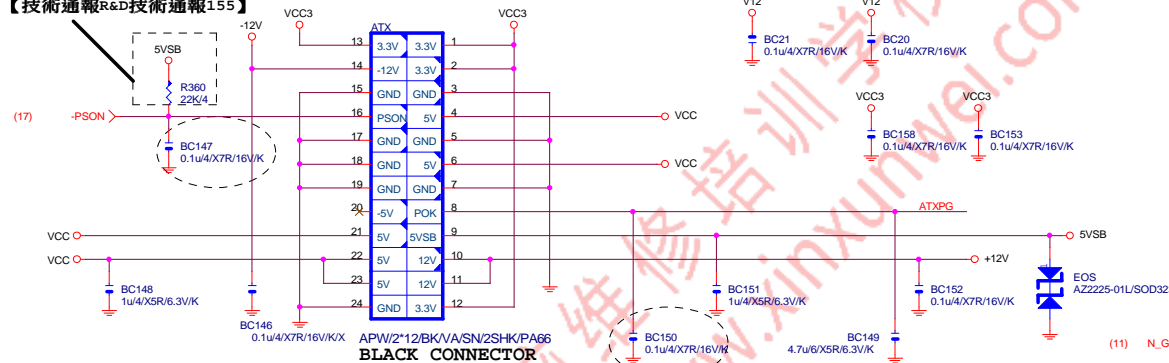 【技術通報R&D技術通報155】
5VSB
R360
22K/4
(17)
-PSON
BC147
0.1u/4/X7R/16V/K
-12V
VCC3
ATX
VCC3
13 3.3V 3.3V 1
14 -12V 3.3V 2
15 GND GND 3
16 PSON 5V 4
17 GND GND 5
18 GND 5V 6
19 GND GND 7
20 -5V POK 8
21 5V 5VSB 9
22 5V 12V 10
23 5V 12V 11
24 GND 3.3V 12
APW/2*12/BK/VA/SN/2SHK/PA66
BLACK CONNECTOR
VCC
VCC
VCC
VCC
BC148
1u/4/X5R/6.3V/K
BC146
0.1u/4/X7R/16V/K/X
V12
BC21
0.1u/4/X7R/16V/K
V12
BC20
0.1u/4/X7R/16V/K
VCC3
BC158
0.1u/4/X7R/16V/K
VCC3
BC153
0.1u/4/X7R/16V/K
ATXPG
5VSB
+12V
BC151
1u/4/X5R/6.3V/K
BC150
0.1u/4/X7R/16V/K
BC152
0.1u/4/X7R/16V/K
BC149
4.7u/6/X5R/6.3V/K
EOS
AZ2225-01L/SOD32
(11) N_G
维修培训学
www.xinxunwei.com